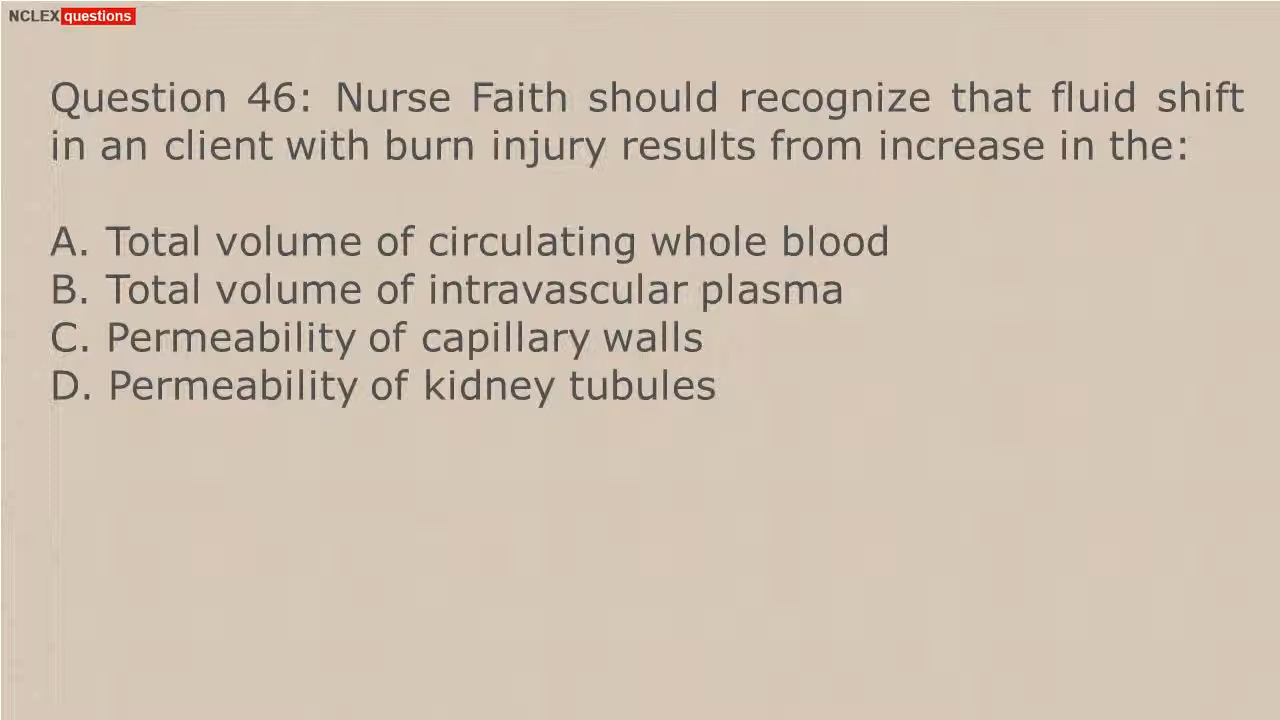 NCLEX questions
Question 46: Nurse Faith should recognize that fluid shift
in an client with burn injury results from increase in the:
A. Total volume of circulating whole blood
B. Total volume of intravascular plasma
C. Permeability of capillary walls
D. Permeability of kidney tubules